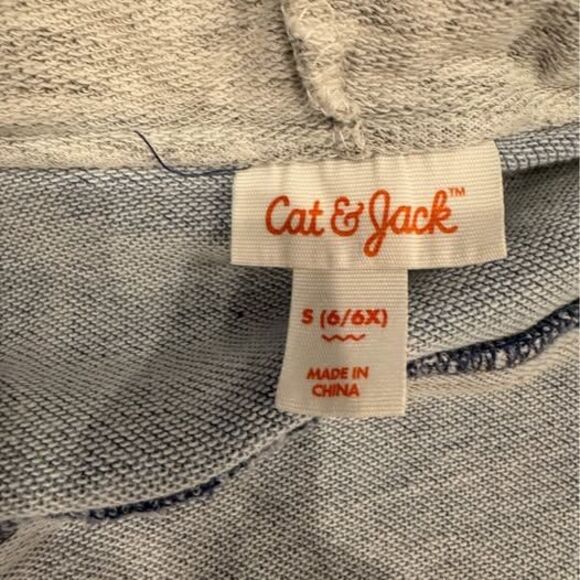 Cat & Jack™
S (6/6X)
MADE IN
CHINA